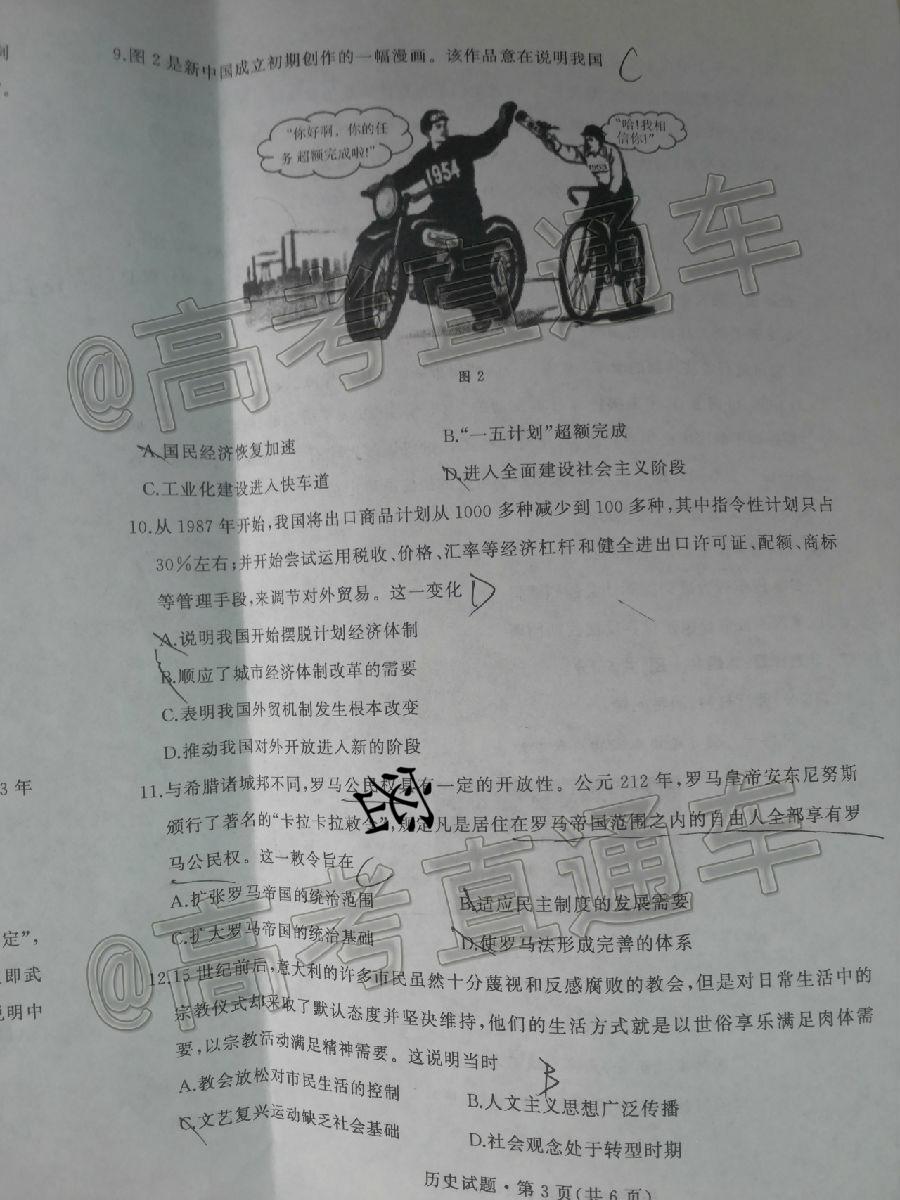 9.图 2 是新中国成立初期创作的一幅漫画。该作品意在说明我国 C
“你好啊，你的任
务超额完成啦!”
“哈!我相
信你!”
1954
1953
@高考直通车
图 2
A.国民经济恢复加速
B.“一五计划”超额完成
C.工业化建设进入快车道
D.进入全面建设社会主义阶段
10.从 1987 年开始,我国将出口商品计划从 1000 多种减少到 100 多种,其中指令性计划只占
30%左右;并开始尝试运用税收、价格、汇率等经济杠杆和健全进出口许可证、配额、商标
等管理手段,来调节对外贸易。这一变化 D
A.说明我国开始摆脱计划经济体制
B.顺应了城市经济体制改革的需要
C.表明我国外贸机制发生根本改变
D.推动我国对外开放进入新的阶段
11.与希腊诸城邦不同,罗马公民权具有一定的开放性。公元 212 年,罗马皇帝安东尼努斯
颁行了著名的“卡拉卡拉敕令”,规定凡是居住在罗马帝国范围之内的自由人全部享有罗
马公民权。这一敕令旨在 C
密
A.扩张罗马帝国的统治范围
B.适应民主制度的发展需要
C.扩大罗马帝国的统治基础
D.使罗马法形成完善的体系
@高考直通车
12.15 世纪前后,意大利的许多市民虽然十分蔑视和反感腐败的教会,但是对日常生活中的
宗教仪式却采取了默认态度并坚决维持,他们的生活方式就是以世俗享乐满足肉体需
要,以宗教活动满足精神需要。这说明当时 B
A.教会放松对市民生活的控制
B.人文主义思想广泛传播
C.文艺复兴运动缺乏社会基础
D.社会观念处于转型时期
历史试题·第 3 页(共 6 页)
3 年
定”,
即武
明中